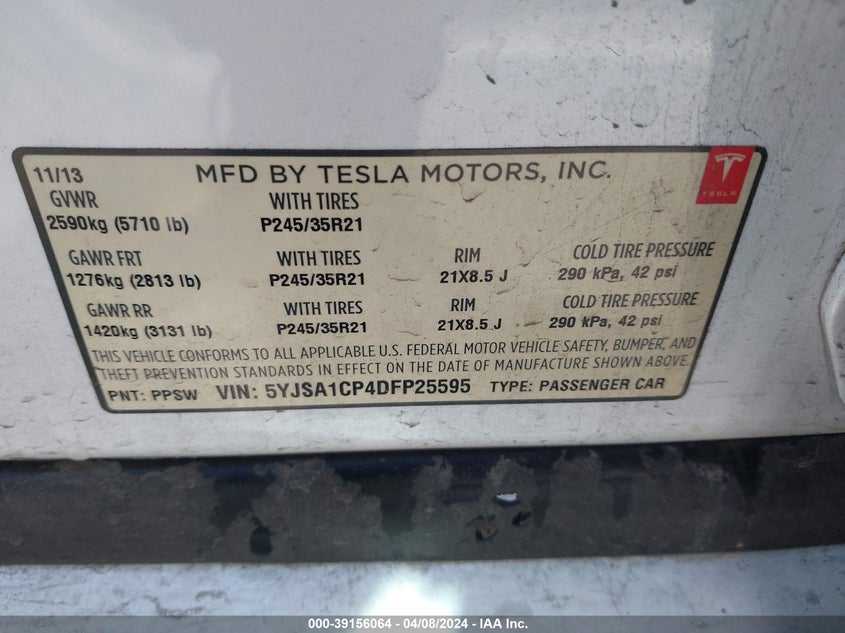 11/13 MFD BY TESLA MOTORS, INC.
TESLA
GVWR WITH TIRES
2590kg (5710 lb) P245/35R21
GAWR FRT WITH TIRES RIM COLD TIRE PRESSURE
1276kg (2813 lb) P245/35R21 21X8.5 J 290 kPa, 42 psi
GAWR RR WITH TIRES RIM COLD TIRE PRESSURE
1420kg (3131 lb) P245/35R21 21X8.5 J 290 kPa, 42 psi
THIS VEHICLE CONFORMS TO ALL APPLICABLE U.S. FEDERAL MOTOR VEHICLE SAFETY, BUMPER, AND
THEFT PREVENTION STANDARDS IN EFFECT ON THE DATE OF MANUFACTURE SHOWN ABOVE.
PNT: PPSW VIN: 5YJSA1CP4DFP25595 TYPE: PASSENGER CAR
000-39156064 - 04/08/2024 - IAA Inc.